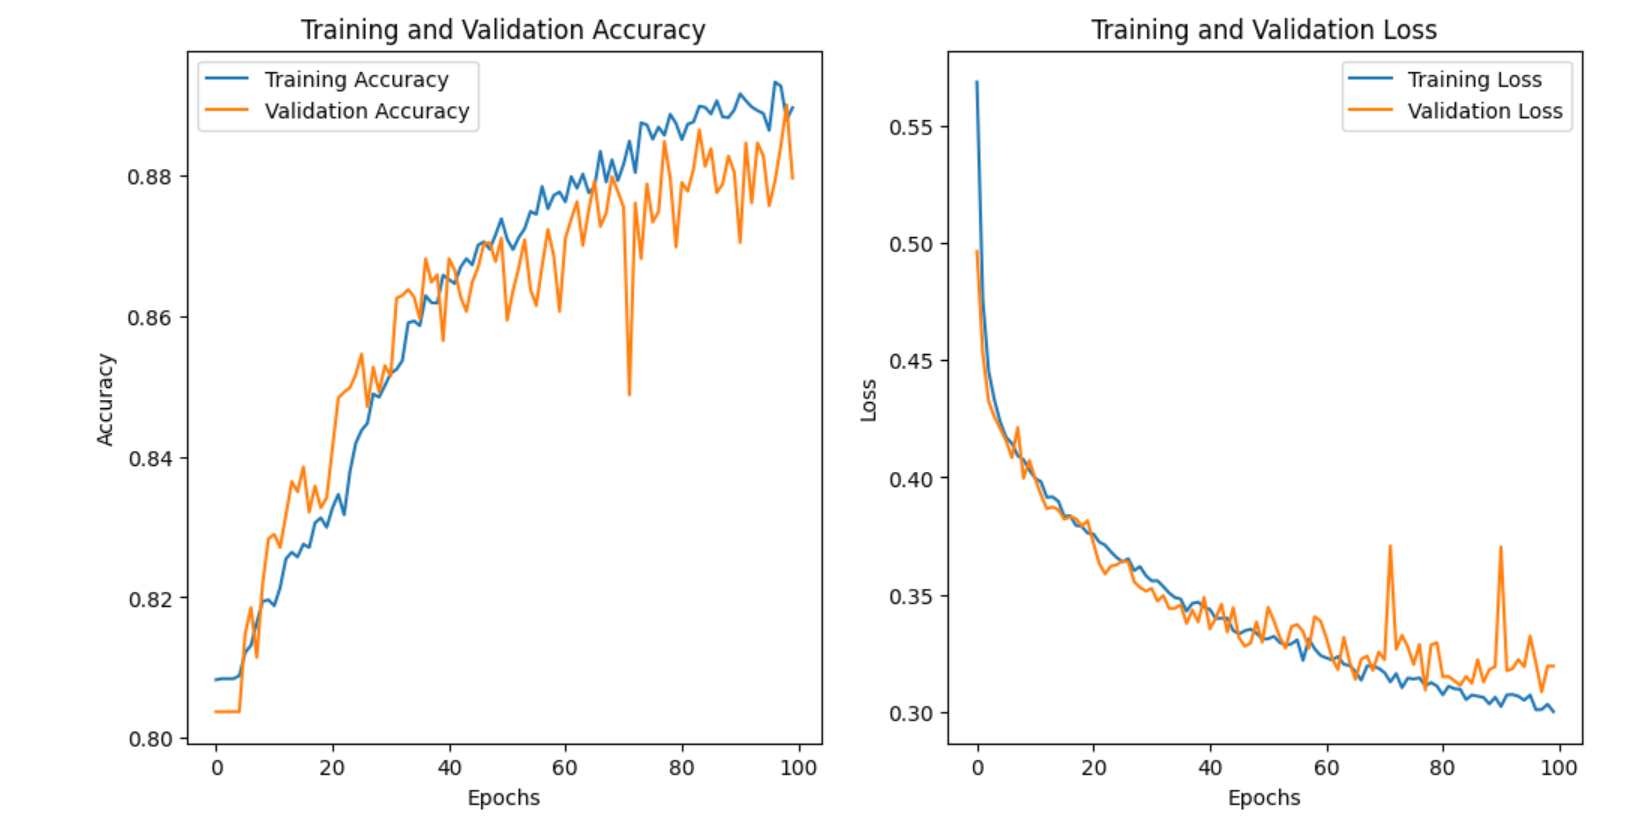 Training and Validation Accuracy
Training Accuracy
Validation Accuracy
0.88
0.86
0.84
0.82
0.80
Accuracy
0 20 40 60 80 100
Epochs
Training and Validation Loss
Training Loss
Validation Loss
0.55
0.50
0.45
0.40
0.35
0.30
Loss
0 20 40 60 80 100
Epochs